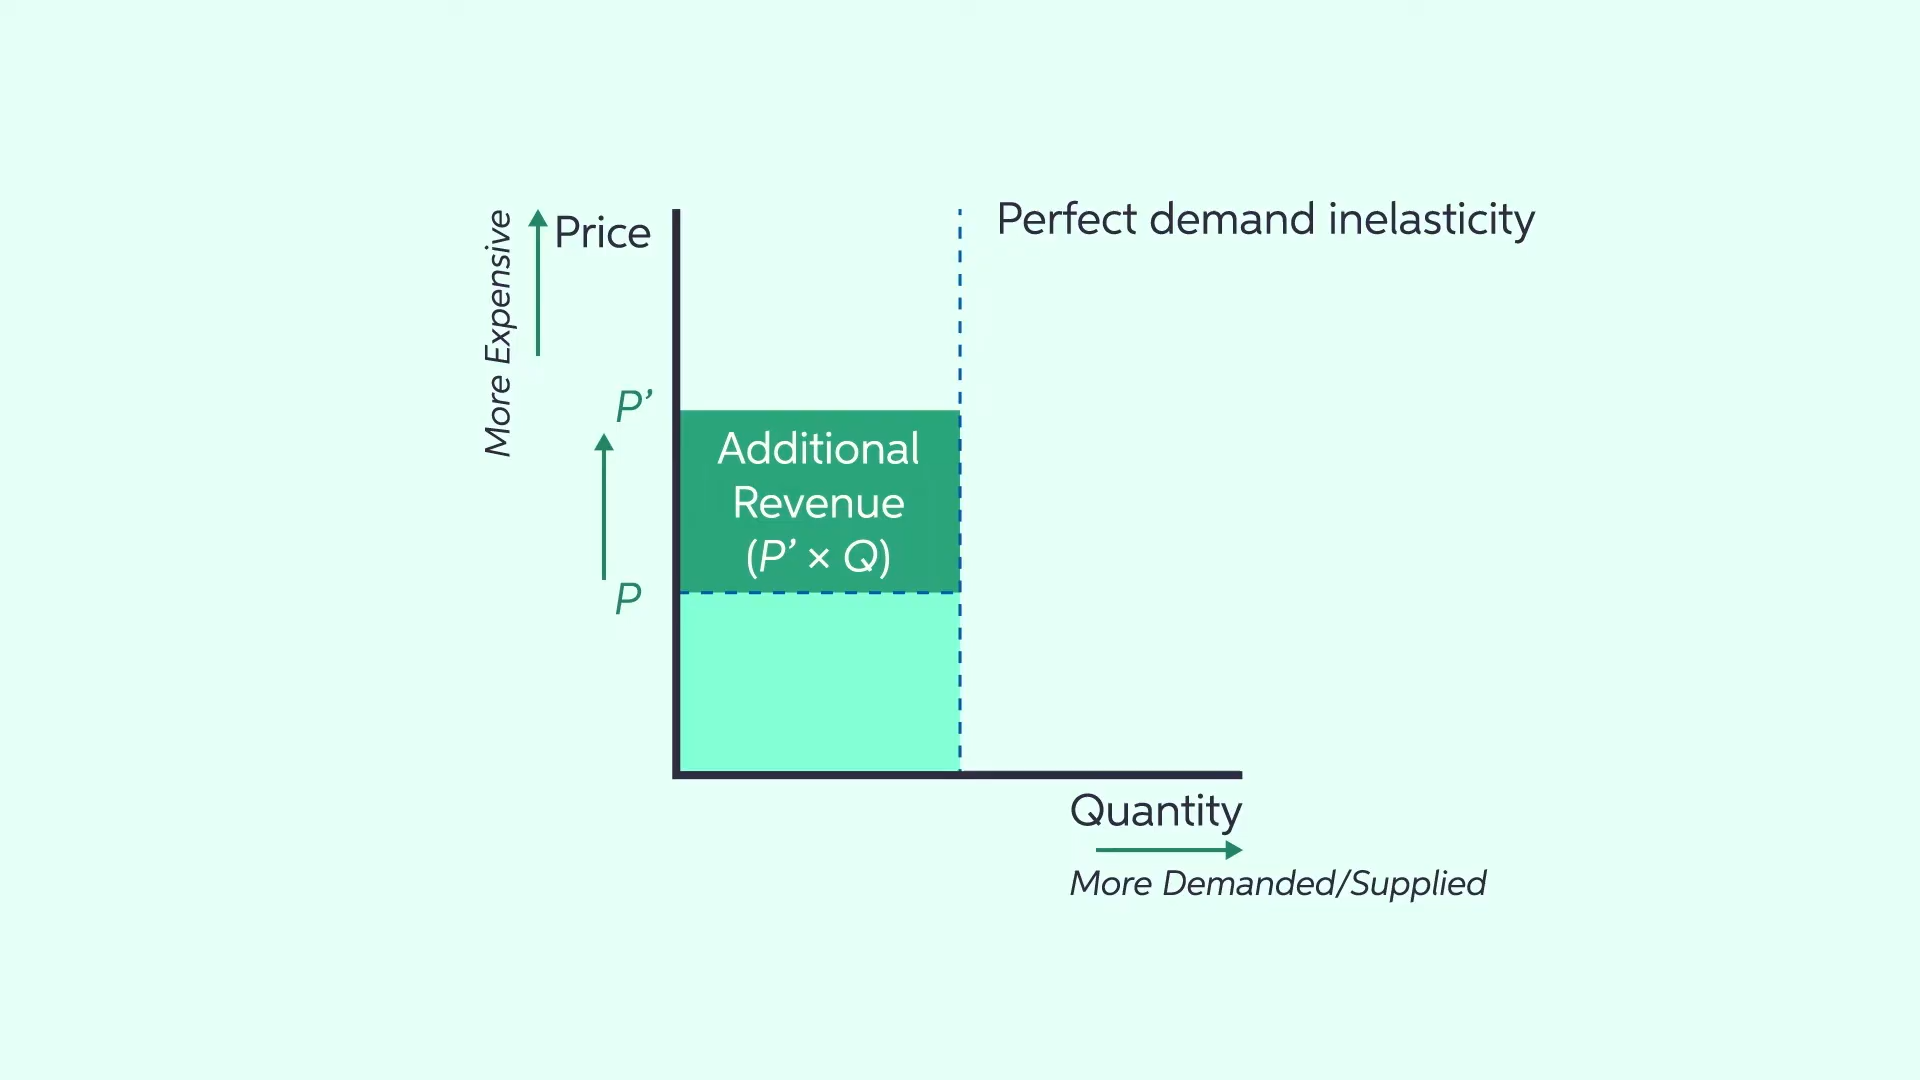 More Expensive
Price
Perfect demand inelasticity
P’
Additional
Revenue
(P’ × Q)
P
Quantity
More Demanded/Supplied